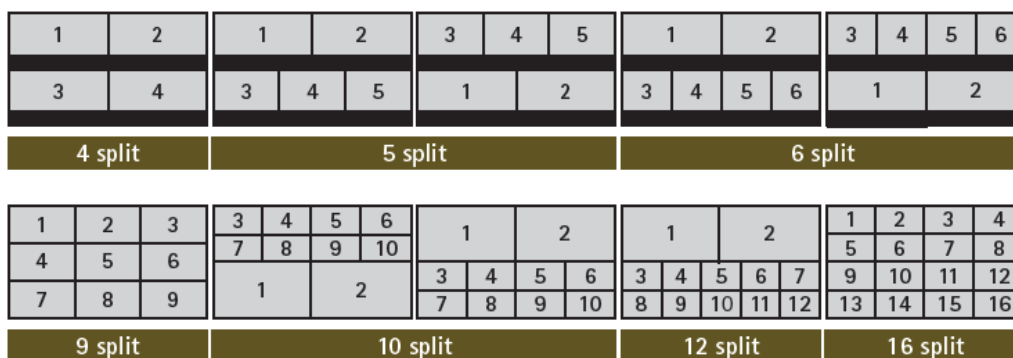 1 2 1 2 3 4 5 1 2 3 4 5 6
3 4 3 4 5 1 2 3 4 5 6 1 2
4 split 5 split 6 split
1 2 3 3 4 5 6 1 2 1 2 1 2 3 4
4 5 6 7 8 9 10 5 6 7 8
7 8 9 1 2 3 4 5 6 3 4 5 6 7 9 10 11 12
7 8 9 10 8 9 10 11 12 13 14 15 16
9 split 10 split 12 split 16 split